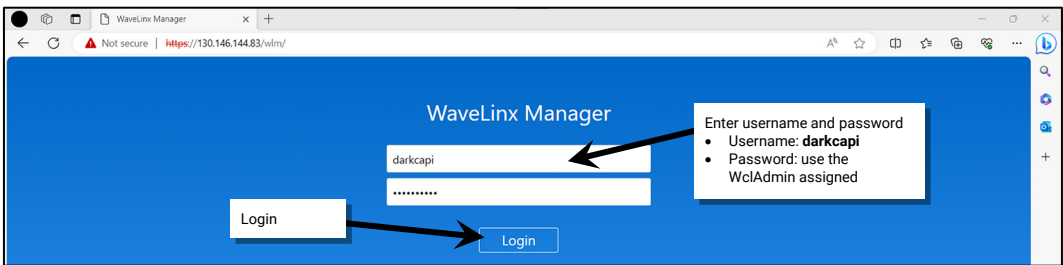 WaveLinx Manager
Not secure | https://130.146.144.83/wlm/
WaveLinx Manager
darkcapi
••••••••••
Login
Enter username and password
• Username: darkcapi
• Password: use the
WclAdmin assigned
Login